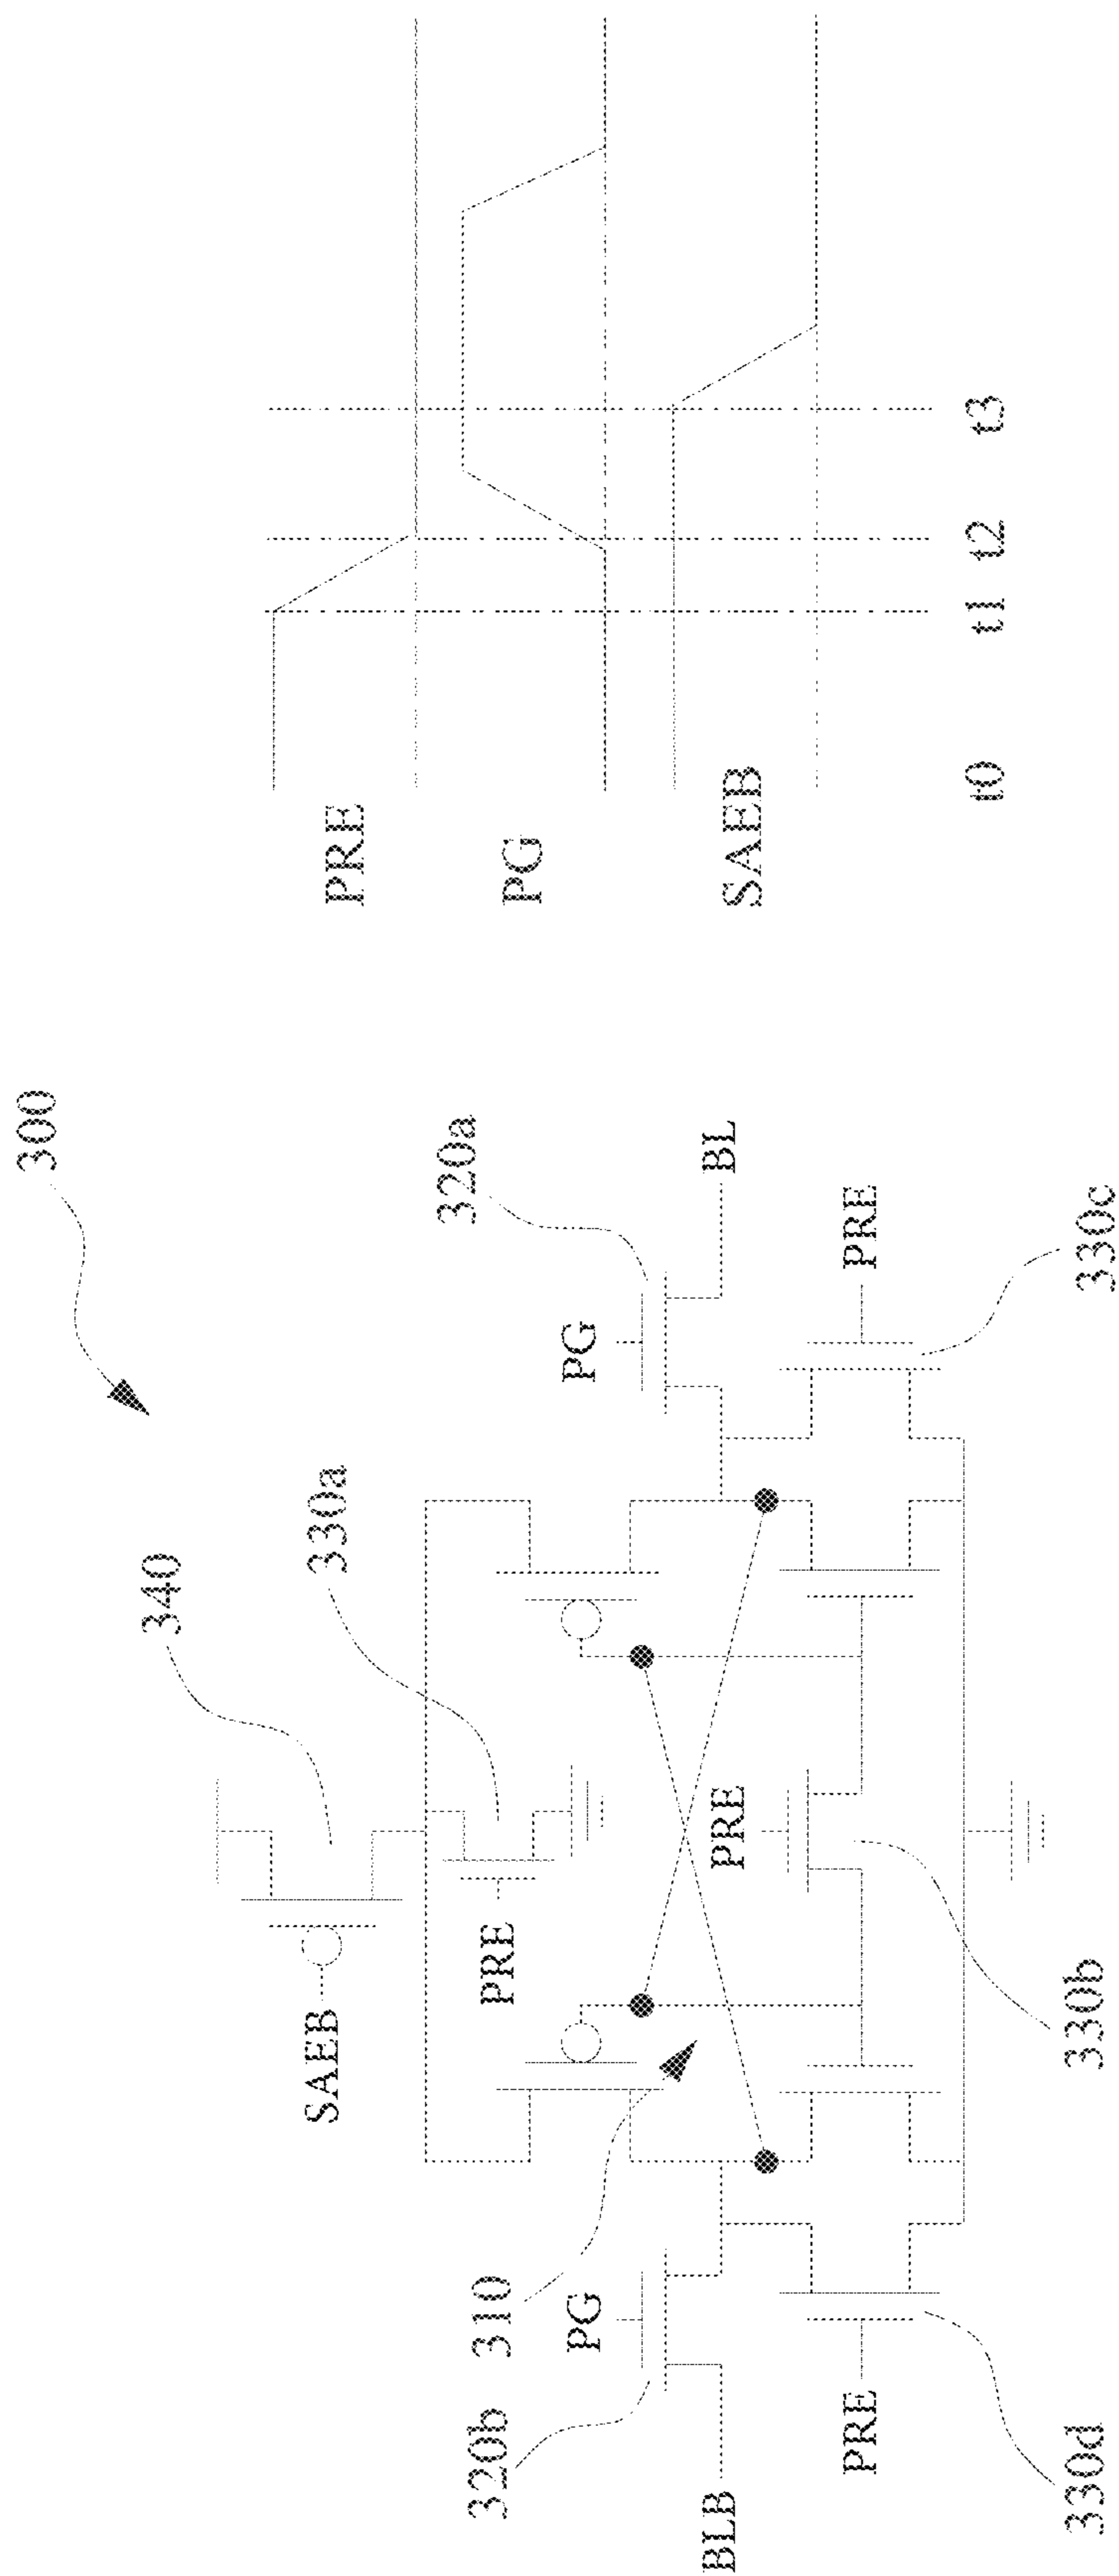 300
340
330a
SAEB
PRE
320a
PG
BL
310
PG
320b
BLB
PRE
PRE
PRE
330b
330c
330d
PRE
PG
SAEB
t0 t1 t2 t3